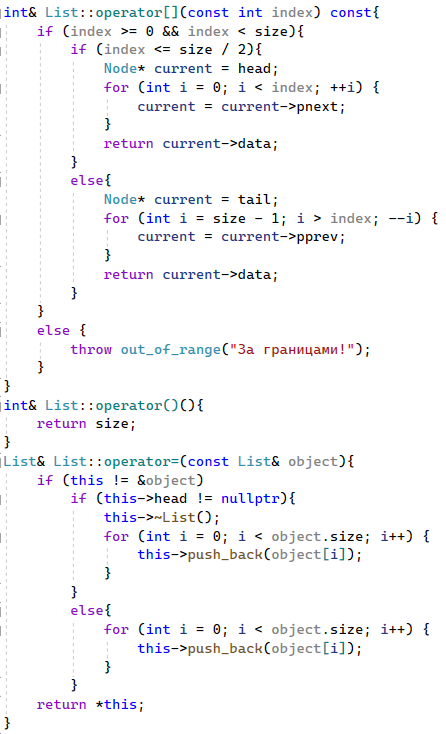 int& List::operator[](const int index) const{
    if (index >= 0 && index < size){
        if (index <= size / 2){
            Node* current = head;
            for (int i = 0; i < index; ++i) {
                current = current->pnext;
            }
            return current->data;
        }
        else{
            Node* current = tail;
            for (int i = size - 1; i > index; --i) {
                current = current->pprev;
            }
            return current->data;
        }
    }
    else {
        throw out_of_range("За границами!");
    }
}
int& List::operator()(){
    return size;
}
List& List::operator=(const List& object){
    if (this != &object)
        if (this->head != nullptr){
            this->~List();
            for (int i = 0; i < object.size; i++) {
                this->push_back(object[i]);
            }
        }
        else{
            for (int i = 0; i < object.size; i++) {
                this->push_back(object[i]);
            }
        }
    return *this;
}